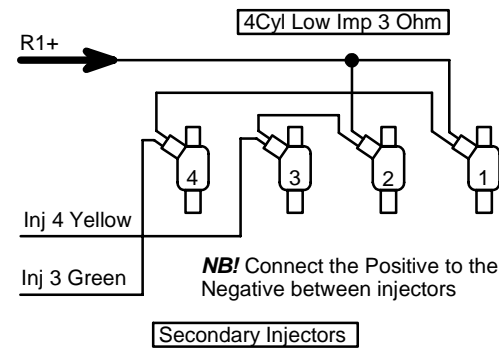 4Cyl Low Imp 3 Ohm
R1+
4 3 2 1
Inj 4 Yellow
Inj 3 Green
NB! Connect the Positive to the
Negative between injectors
Secondary Injectors